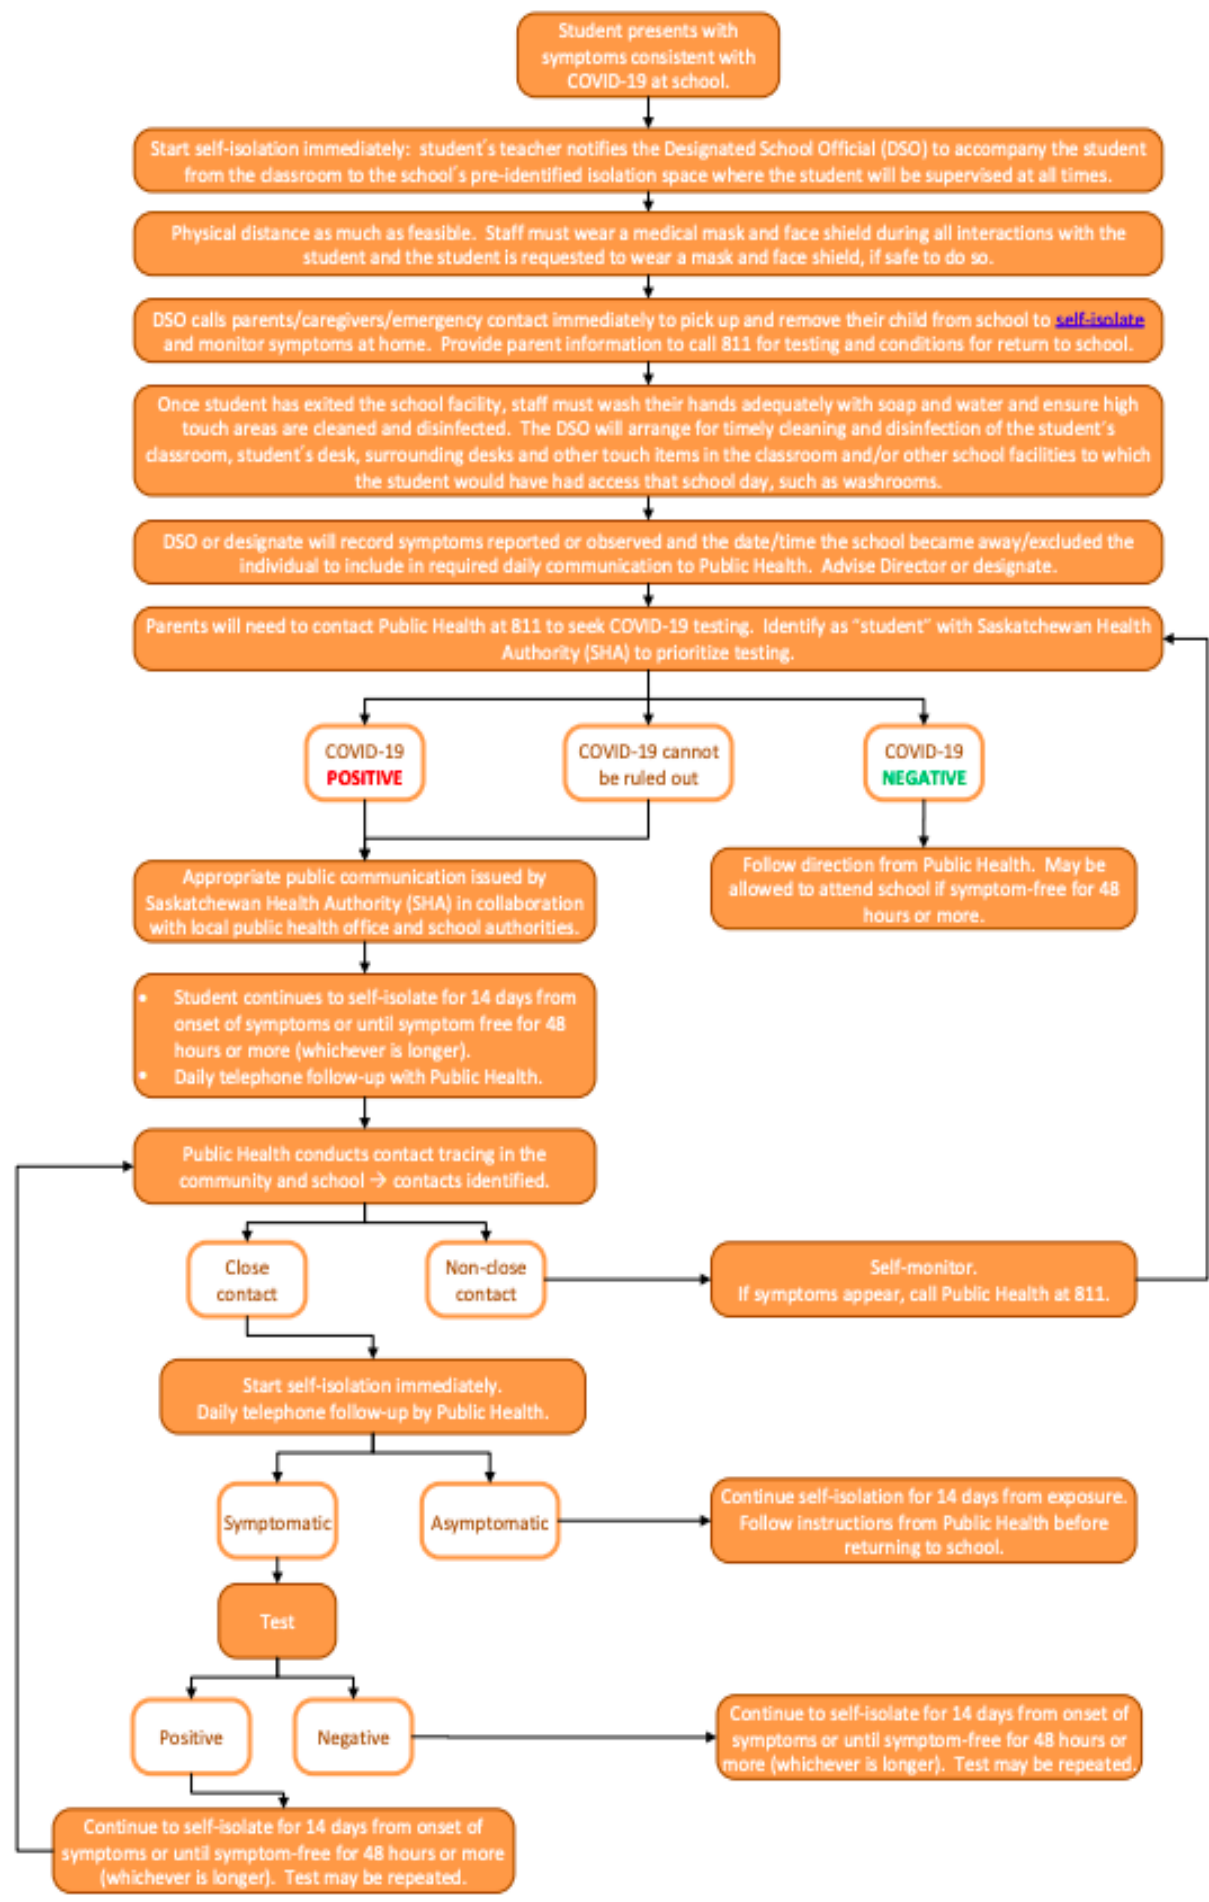 Student presents with
symptoms consistent with
COVID-19 at school.
Start self-isolation immediately:  student´s teacher notifies the Designated School Official (DSO) to accompany the student
from the classroom to the school´s pre-identified isolation space where the student will be supervised at all times.
Physical distance as much as feasible.  Staff must wear a medical mask and face shield during all interactions with the
student and the student is requested to wear a mask and face shield, if safe to do so.
DSO calls parents/caregivers/emergency contact immediately to pick up and remove their child from school to self-isolate
and monitor symptoms at home.  Provide parent information to call 811 for testing and conditions for return to school.
Once student has exited the school facility, staff must wash their hands adequately with soap and water and ensure high
touch areas are cleaned and disinfected.  The DSO will arrange for timely cleaning and disinfection of the student´s
classroom, student´s desk, surrounding desks and other touch items in the classroom and/or other school facilities to which
the student would have had access that school day, such as washrooms.
DSO or designate will record symptoms reported or observed and the date/time the school became away/excluded the
individual to include in required daily communication to Public Health.  Advise Director or designate.
Parents will need to contact Public Health at 811 to seek COVID-19 testing.  Identify as "student" with Saskatchewan Health
Authority (SHA) to prioritize testing.
COVID-19
POSITIVE
COVID-19 cannot
be ruled out
COVID-19
NEGATIVE
Appropriate public communication issued by
Saskatchewan Health Authority (SHA) in collaboration
with local public health office and school authorities.
Follow direction from Public Health.  May be
allowed to attend school if symptom-free for 48
hours or more.
• Student continues to self-isolate for 14 days from
onset of symptoms or until symptom free for 48
hours or more (whichever is longer).
• Daily telephone follow-up with Public Health.
Public Health conducts contact tracing in the
community and school → contacts identified.
Close
contact
Non-close
contact
Self-monitor.
If symptoms appear, call Public Health at 811.
Start self-isolation immediately.
Daily telephone follow-up by Public Health.
Symptomatic
Asymptomatic
Continue self-isolation for 14 days from exposure.
Follow instructions from Public Health before
returning to school.
Test
Positive
Negative
Continue to self-isolate for 14 days from onset of
symptoms or until symptom-free for 48 hours or
more (whichever is longer).  Test may be repeated.
Continue to self-isolate for 14 days from onset of
symptoms or until symptom-free for 48 hours or more
(whichever is longer).  Test may be repeated.